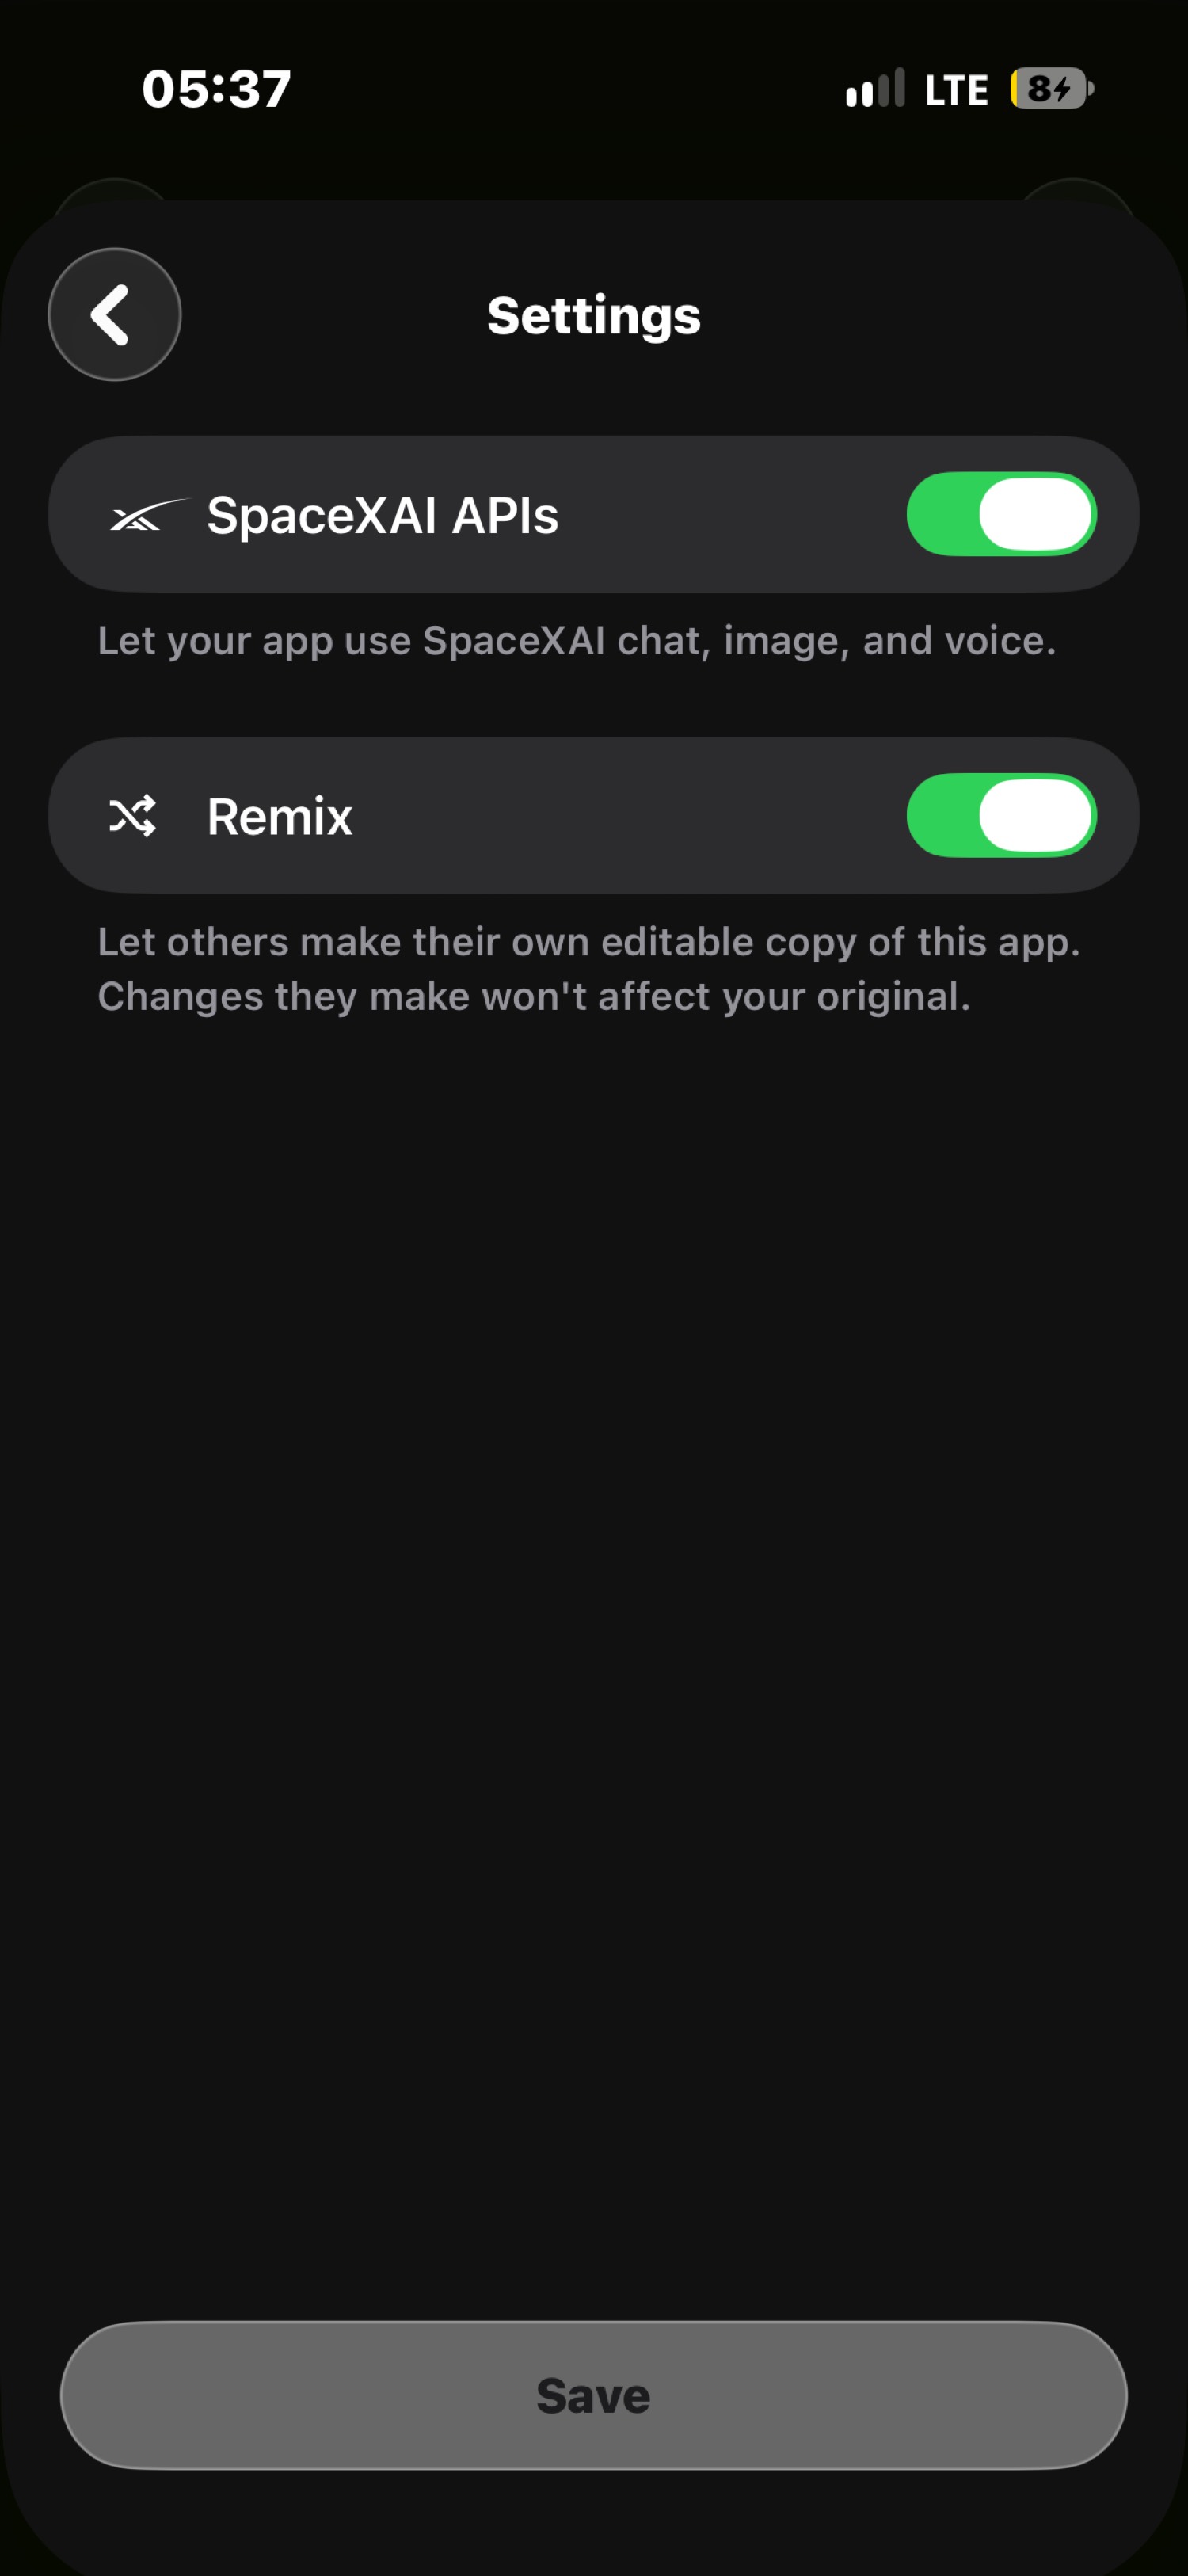 05:37
LTE 8
Settings
SpaceXAI APIs
Let your app use SpaceXAI chat, image, and voice.
Remix
Let others make their own editable copy of this app.
Changes they make won't affect your original.
Save